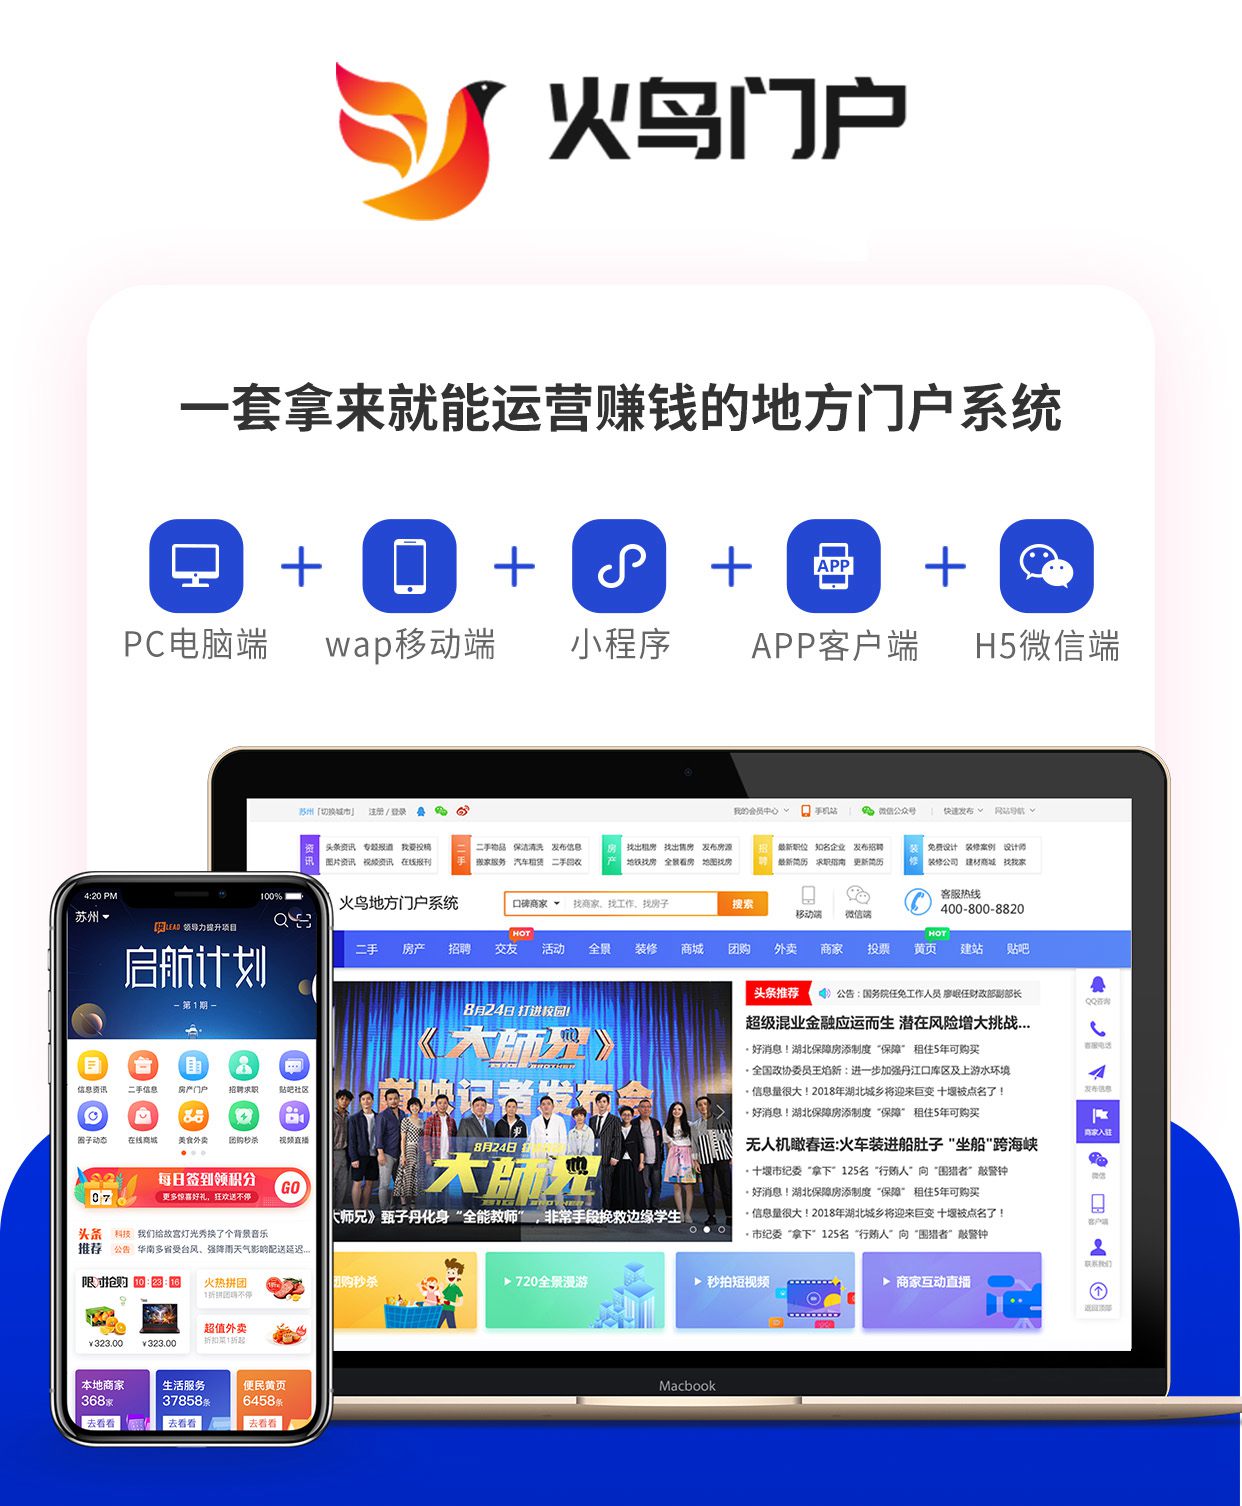 火鸟门户
一套拿来就能运营赚钱的地方门户系统
PC电脑端
wap移动端
小程序
APP
APP客户端
H5微信端
苏州「切换城市」 注册 / 登录
我的会员中心 手机站 微信公众号 快速发布 网站导航
资讯
头条资讯 专题报道 我要投稿
图片资讯 视频资讯 在线报刊
二手
二手物品 保洁清洗 发布信息
搬家服务 汽车租赁 二手回收
房产
找出租房 找出售房 发布房源
地铁找房 全景看房 地图找房
招聘
最新职位 知名企业 发布招聘
最新简历 求职指南 更新简历
装修
免费设计 装修案例 设计师
装修公司 建材商城 找我家
火鸟地方门户系统
口碑商家 找商家、找工作、找房子 搜索
移动端
微信端
客服热线
400-800-8820
HOT
HOT
二手 房产 招聘 交友 活动 全景 装修 商城 团购 外卖 商家 投票 黄页 建站 贴吧
8月24日 打进校园!
《大師兄》
BIG BROTHER
首映记者发布会
8月24日
大師兄
BIG BROTHER
大师兄》甄子丹化身“全能教师”，非常手段挽救边缘学生
头条推荐
公告：国务院任免工作人员 廖岷任财政部副部长
超级混业金融应运而生 潜在风险增大挑战...
· 好消息！湖北保障房添制度“保障” 租住5年可购买
· 全国政协委员王焰新：进一步加强丹江口库区及上游水环境
· 信息量很大！2018年湖北城乡将迎来巨变 十堰被点名了！
· 好消息！湖北保障房添制度“保障” 租住5年可购买
无人机瞰春运:火车装进船肚子 "坐船"跨海峡
· 十堰市纪委“拿下”125名“行贿人”向“围猎者”敲警钟
· 好消息！湖北保障房添制度“保障” 租住5年可购买
· 信息量很大！2018年湖北城乡将迎来巨变 十堰被点名了！
· 市纪委“拿下”125名“行贿人”向“围猎者”敲警钟
QQ咨询
客服电话
发布信息
商家入驻
微信
客户端
联系我们
返回顶部
团购秒杀
720全景漫游
秒拍短视频
商家互动直播
Macbook
4:20 PM 100%
苏州
LEAD 领导力提升项目
启航计划
– 第1期 –
信息资讯 二手信息 房产门户 招聘求职 贴吧社区
圈子动态 在线商城 美食外卖 团购秒杀 视频直播
07
每日签到领积分
更多惊喜好礼，狂欢送不停
GO
头条推荐
科技 我们给故宫灯光秀换了个背景音乐
公告 华南多省受台风、强降雨天气影响配送延迟...
限时抢购 10:23:16
¥323.00 ¥323.00
火热拼团
1折拼团嗨不停
超值外卖
折扣菜1折起
本地商家
368家
去看看
生活服务
37858条
去看看
便民黄页
6458条
去看看